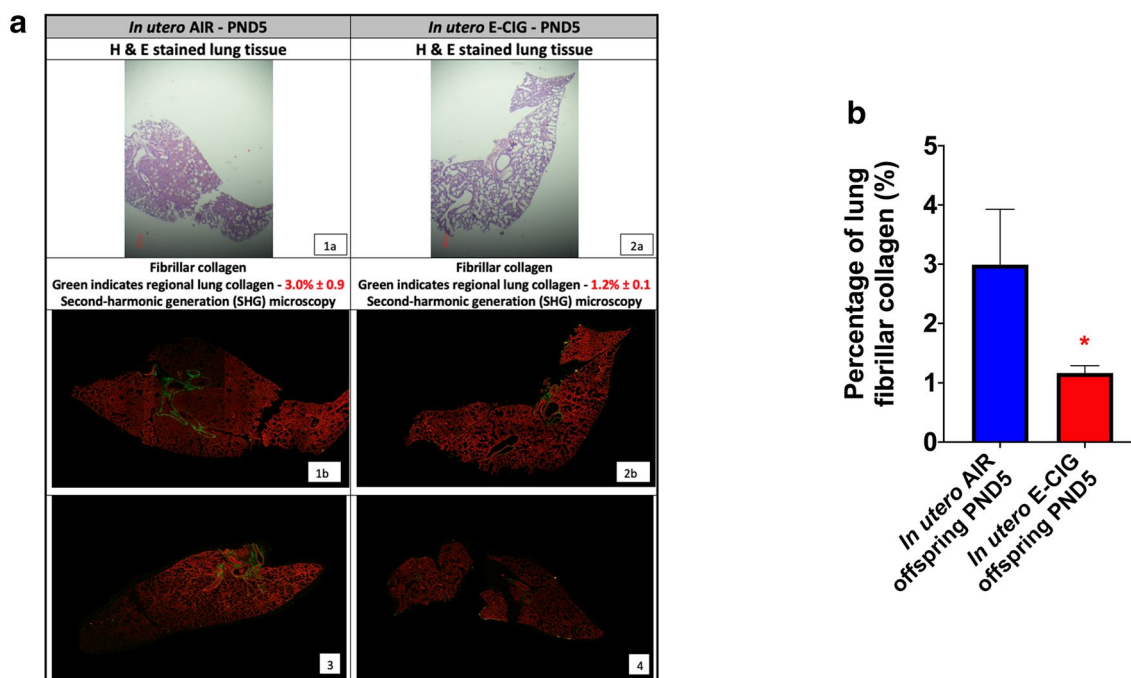 a
In utero AIR - PND5
In utero E-CIG - PND5
H & E stained lung tissue
H & E stained lung tissue
1a
2a
Fibrillar collagen
Green indicates regional lung collagen - 3.0% ± 0.9
Second-harmonic generation (SHG) microscopy
Fibrillar collagen
Green indicates regional lung collagen - 1.2% ± 0.1
Second-harmonic generation (SHG) microscopy
1b
2b
3
4
b
Percentage of lung
fibrillar collagen (%)
5
4
3
2
1
0
*
In utero AIR
offspring PND5
In utero E-CIG
offspring PND5